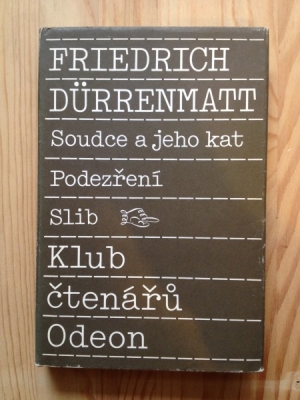 FRIEDRICH
DÜRRENMATT
Soudce a jeho kat
Podezření
Slib
Klub
čtenářů
Odeon